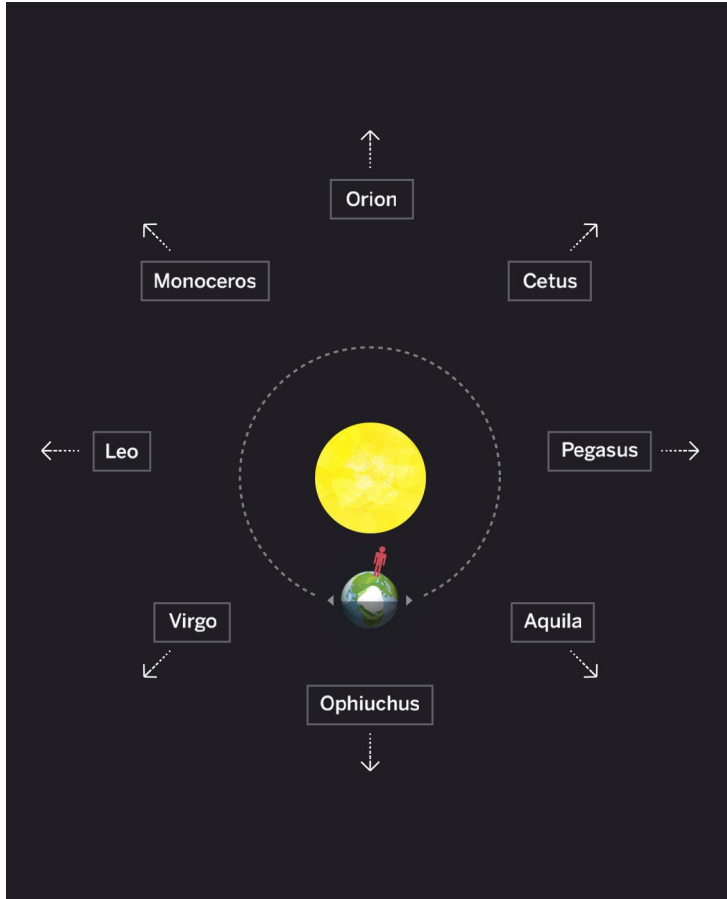 Orion
Monoceros
Cetus
Leo
Pegasus
Virgo
Aquila
Ophiuchus